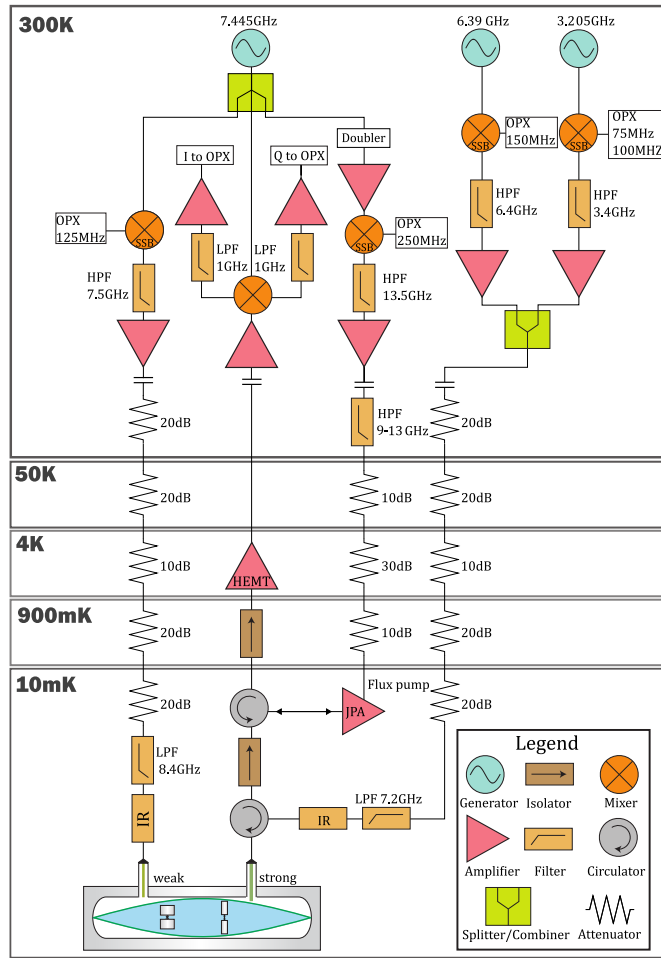 300K
7.445GHz
6.39 GHz
3.205GHz
Doubler
OPX
150MHz
SSB
SSB
OPX
75MHz
100MHZ
I to OPX
Q to OPX
HPF
6.4GHz
HPF
3.4GHz
OPX
125MHz
SSB
LPF
1GHz
LPF
1GHz
SSB
OPX
250MHz
HPF
7.5GHz
HPF
13.5GHz
20dB
HPF
9-13 GHz
20dB
50K
20dB
10dB
20dB
4K
10dB
HEMT
30dB
10dB
900mK
20dB
10dB
10mK
20dB
Flux pump
JPA
20dB
LPF
8.4GHz
IR
LPF 7.2GHz
IR
weak
strong
Legend
Generator
Isolator
Mixer
Amplifier
Filter
Circulator
Splitter/Combiner
Attenuator